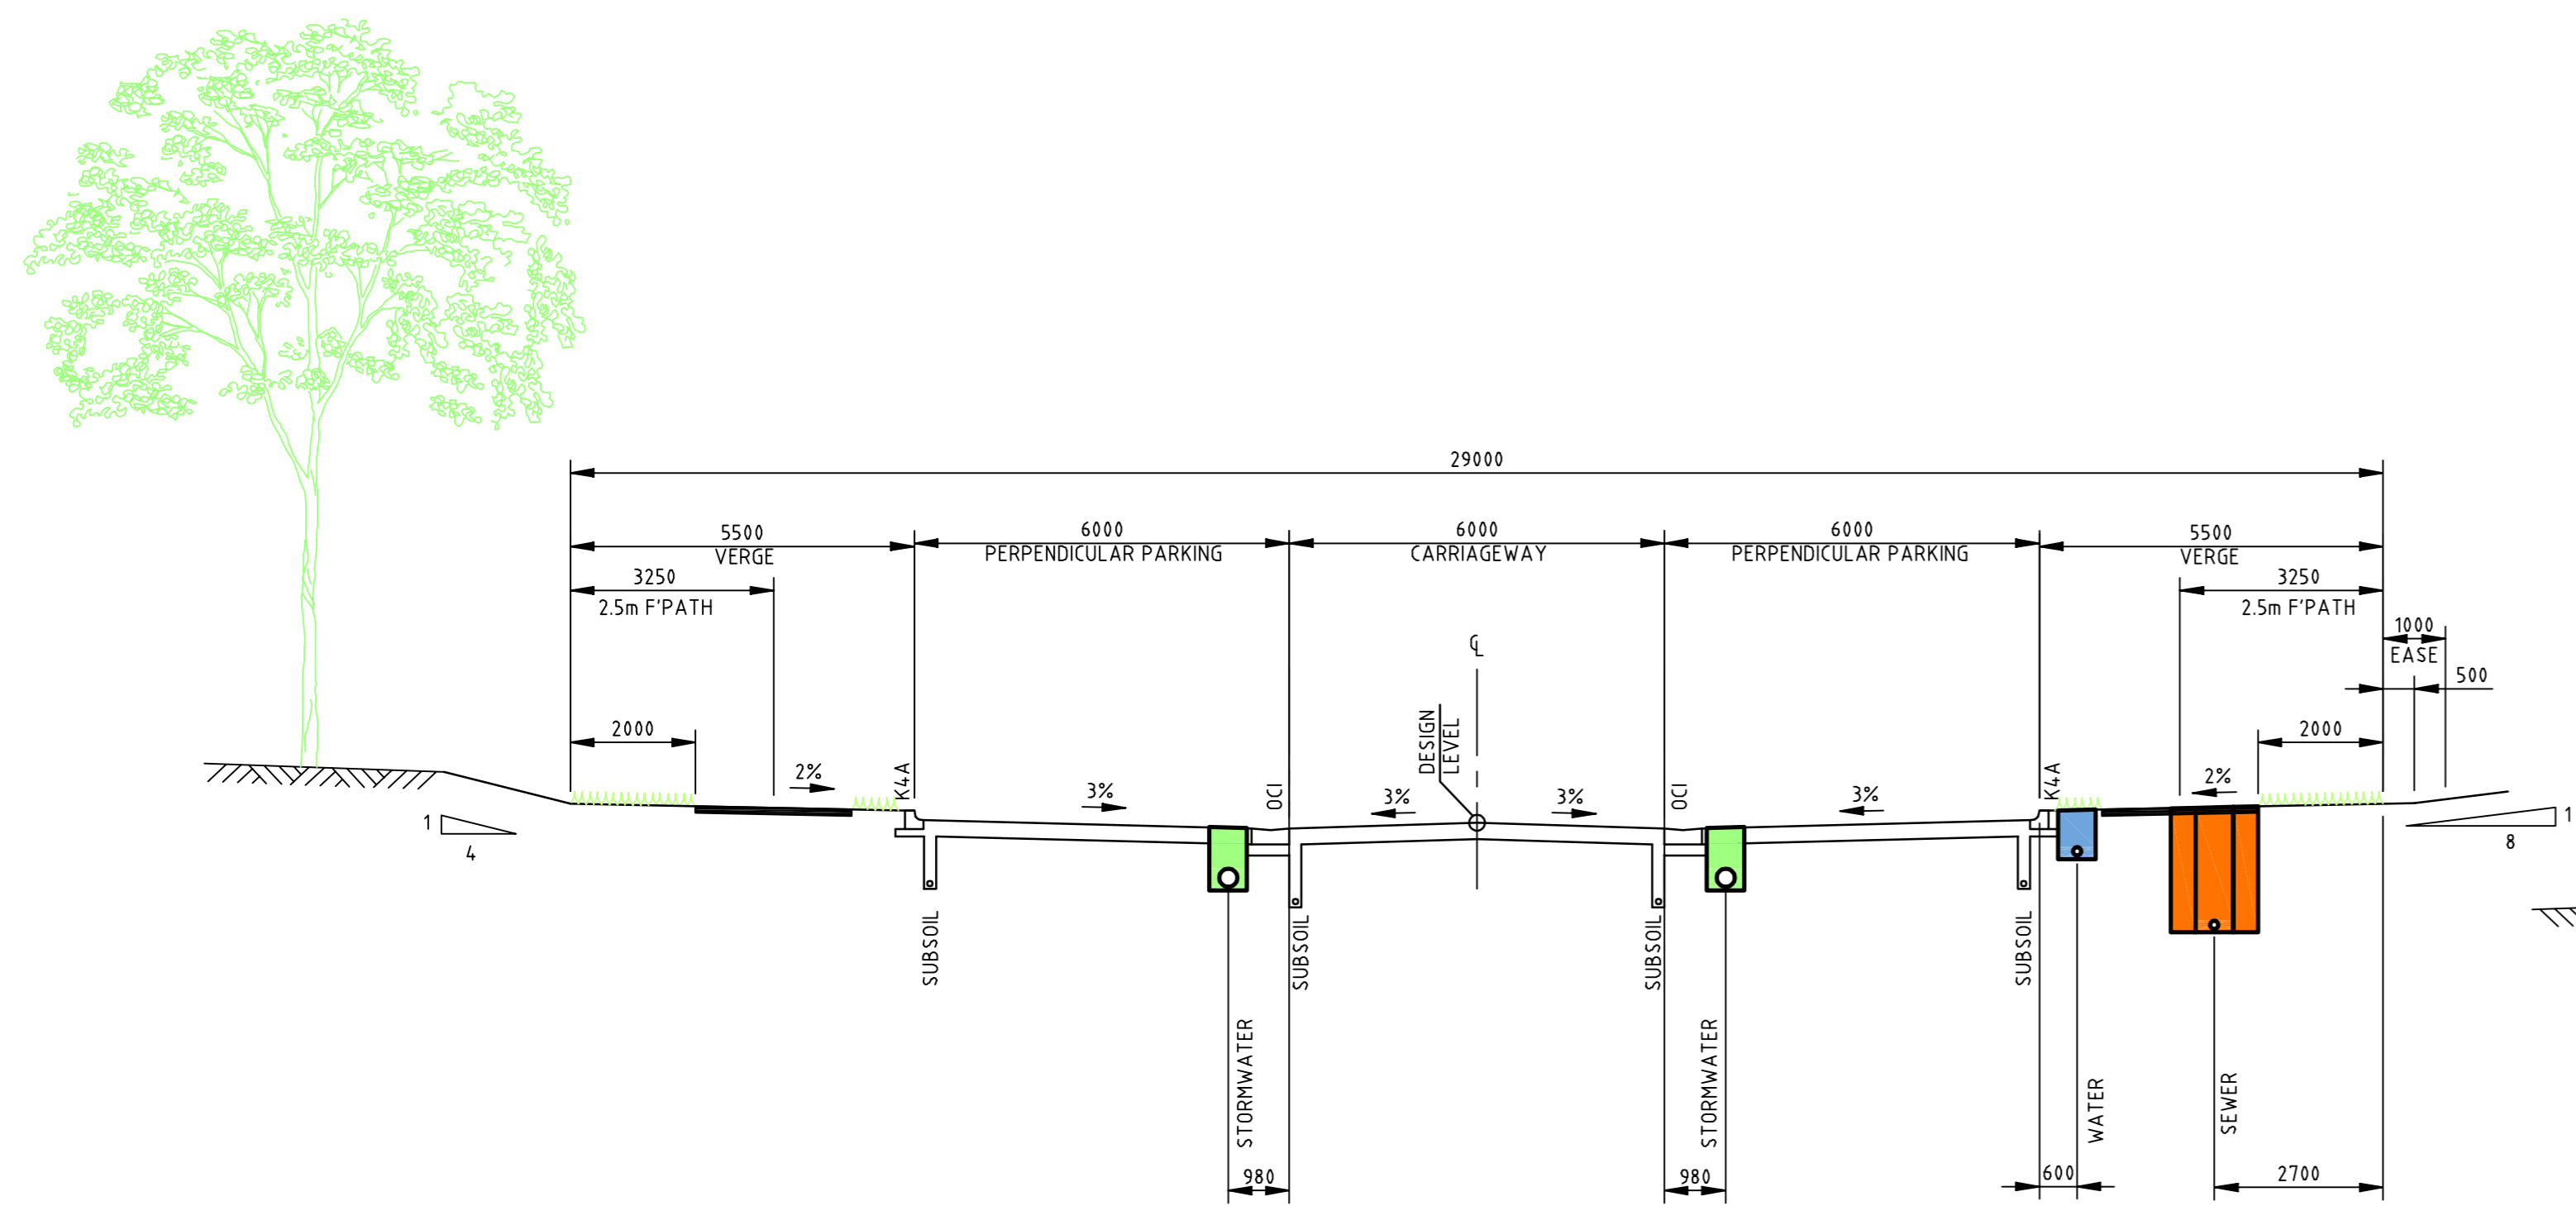 29000
5500
VERGE
6000
PERPENDICULAR PARKING
6000
CARRIAGEWAY
6000
PERPENDICULAR PARKING
5500
VERGE
3250
2.5m F'PATH
3250
2.5m F'PATH
1000
EASE
500
℄
2000
2000
DESIGN
LEVEL
2%
K4A
3%
OCI
3%
3%
OCI
3%
K4A
2%
1
4
1
8
SUBSOIL
SUBSOIL
SUBSOIL
SUBSOIL
STORMWATER
STORMWATER
WATER
SEWER
980
980
600
2700